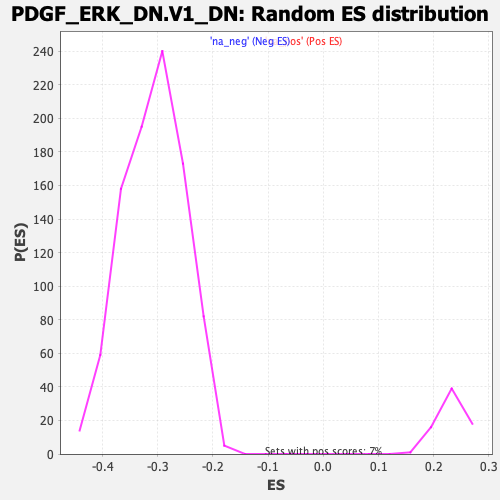 PDGF_ERK_DN.V1_DN: Random ES distribution
'na_neg' (Neg ES)os' (Pos ES)
240
220
200
180
160
140
120
100
80
60
40
20
0
P(ES)
Sets with pos scores: 7%
-0.4 -0.3 -0.2 -0.1 0.0 0.1 0.2 0.3
ES